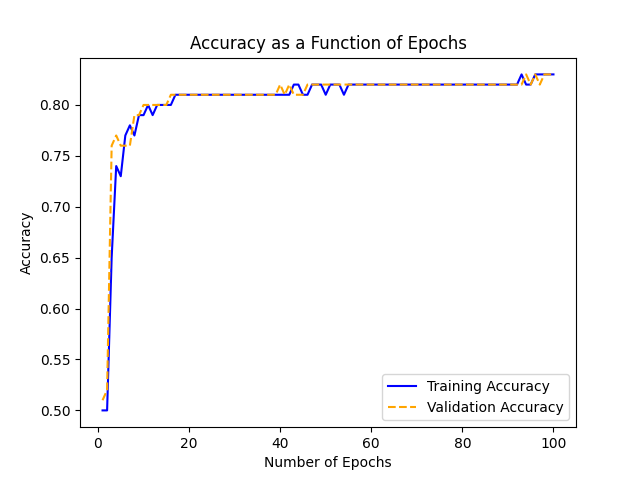 Accuracy as a Function of Epochs
Accuracy
0.80
0.75
0.70
0.65
0.60
0.55
0.50
0
20
40
60
80
100
Number of Epochs
Training Accuracy
Validation Accuracy